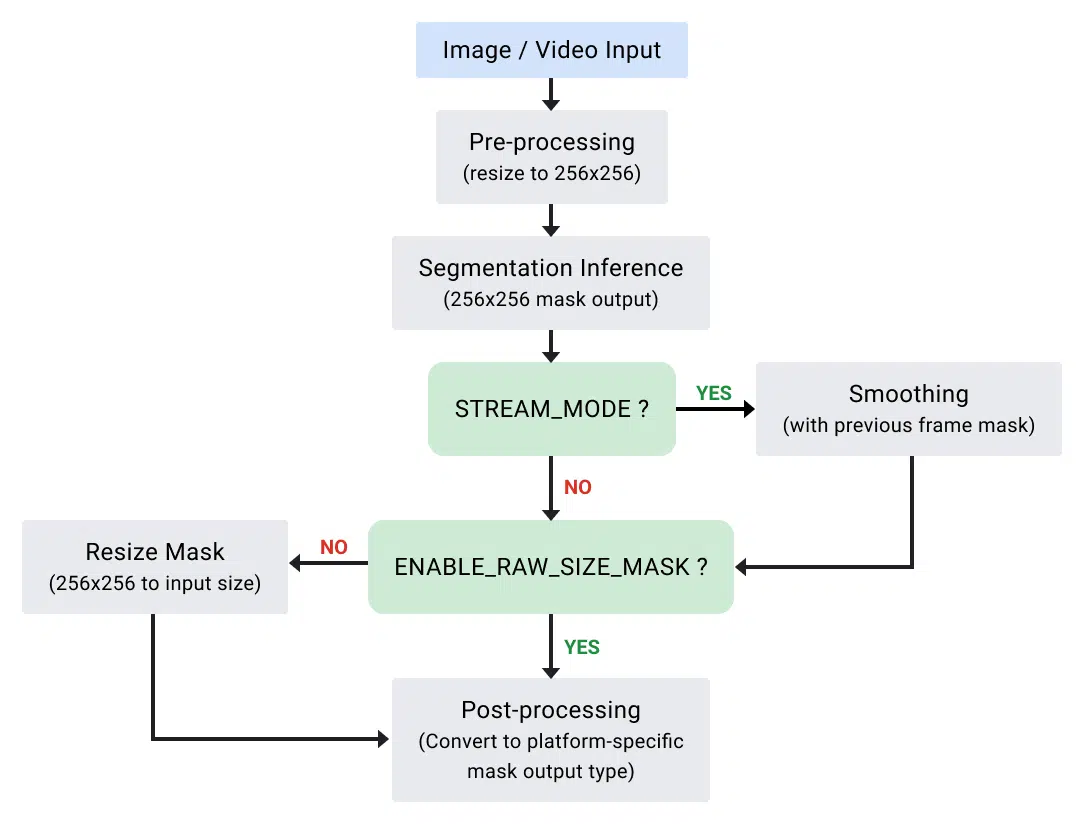 Image / Video Input
Pre-processing
(resize to 256x256)
Segmentation Inference
(256x256 mask output)
STREAM_MODE ?
YES
Smoothing
(with previous frame mask)
NO
Resize Mask
(256x256 to input size)
NO
ENABLE_RAW_SIZE_MASK ?
YES
Post-processing
(Convert to platform-specific
mask output type)